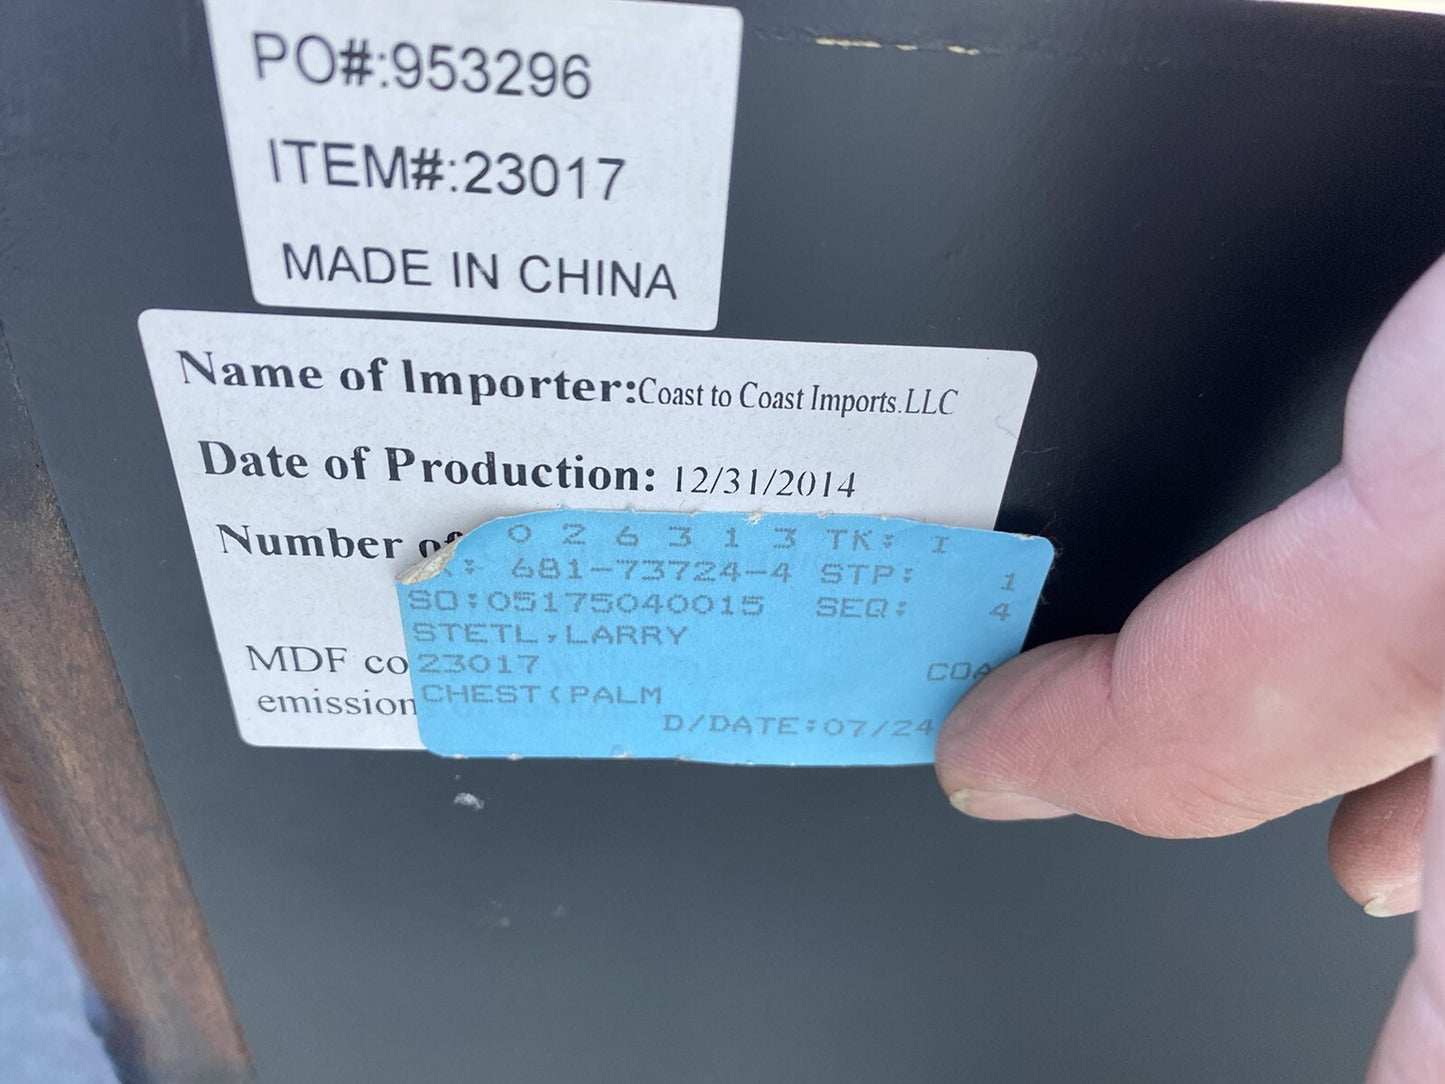 PO#:953296
ITEM#:23017
MADE IN CHINA
Name of Importer:Coast to Coast Imports.LLC
Date of Production: 12/31/2014
Number of
MDF co
emission
0 2 6 3 1 3 TK: I
: 681-73724-4 STP: 1
SO:05175040015 SEQ: 4
STETL,LARRY
23017 COA
CHEST(PALM
D/DATE:07/24